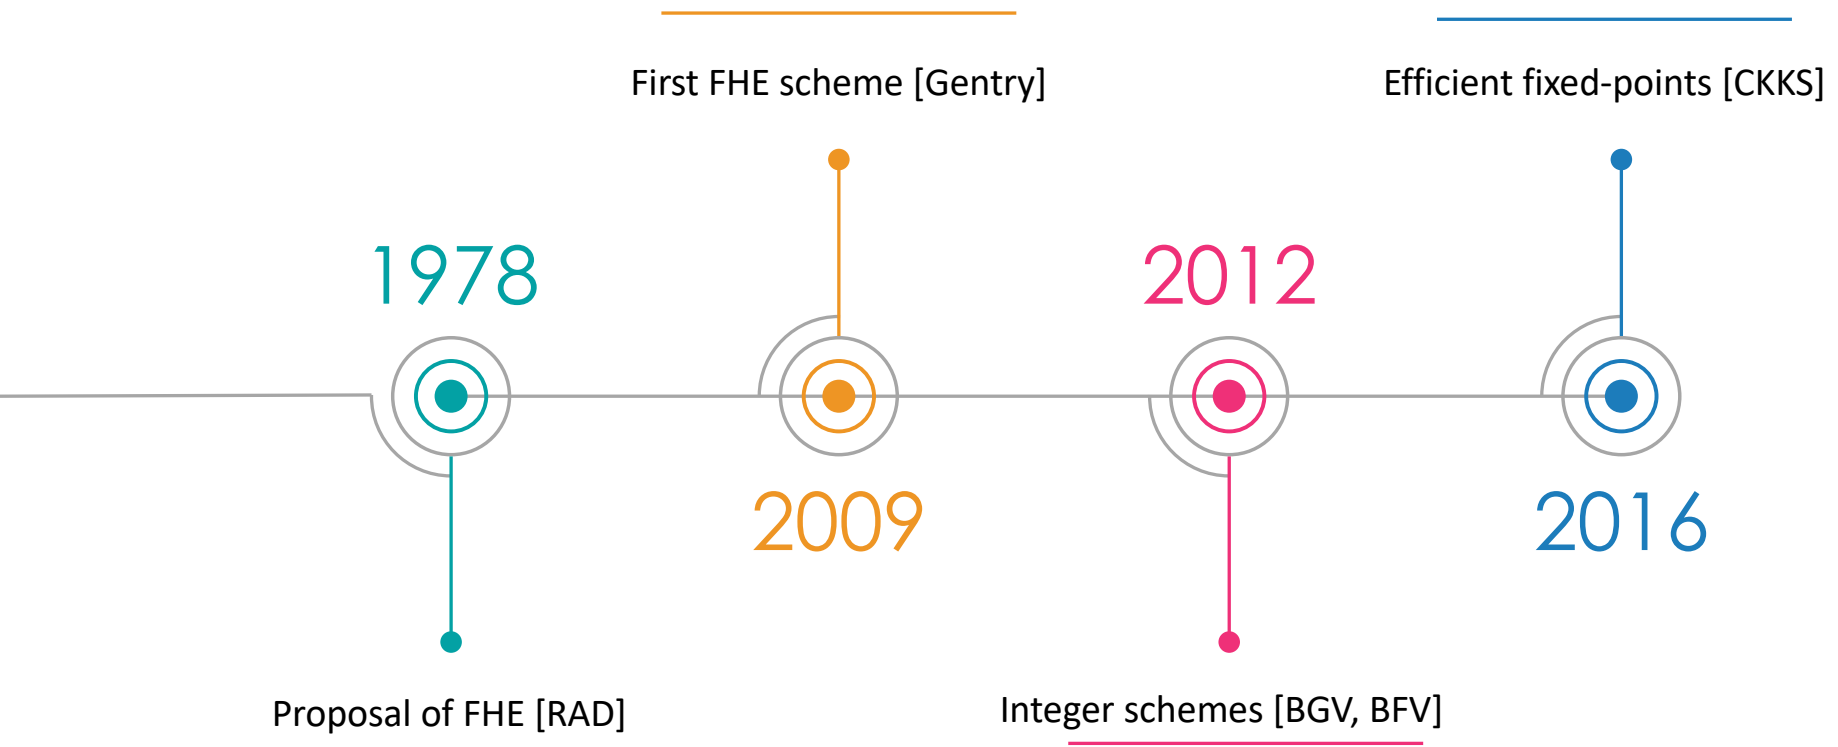 First FHE scheme [Gentry]
Efficient fixed-points [CKKS]
1978
2012
2009
2016
Proposal of FHE [RAD]
Integer schemes [BGV, BFV]